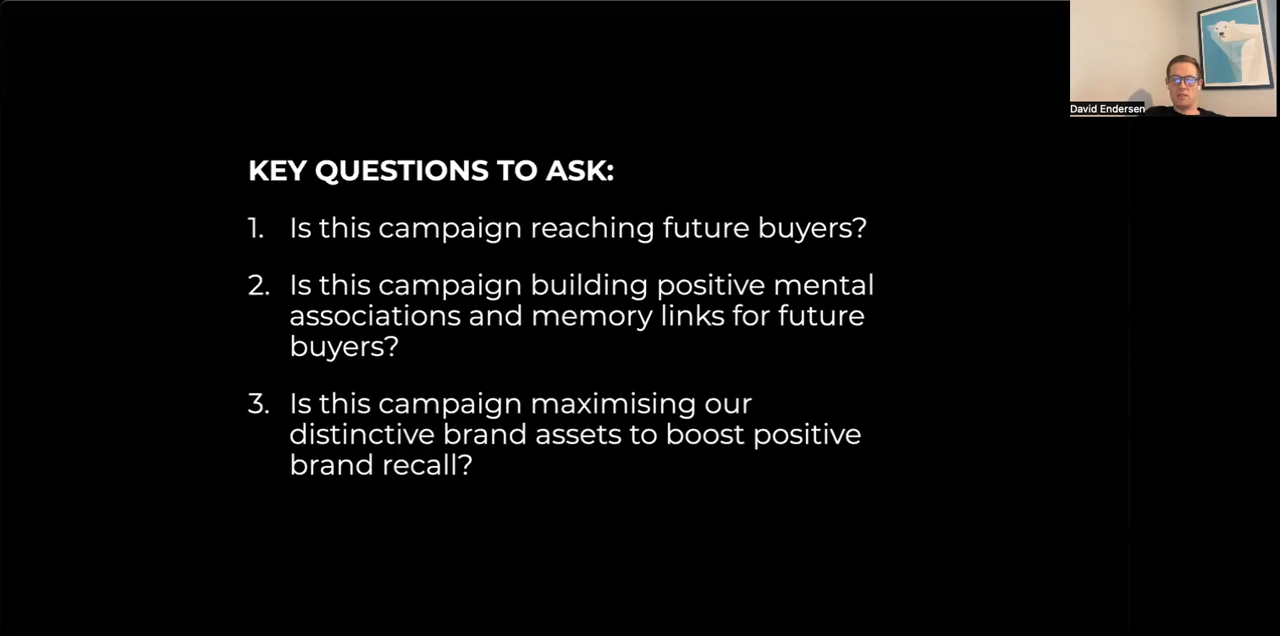 David Endersen
KEY QUESTIONS TO ASK:
1. Is this campaign reaching future buyers?
2. Is this campaign building positive mental
associations and memory links for future
buyers?
3. Is this campaign maximising our
distinctive brand assets to boost positive
brand recall?